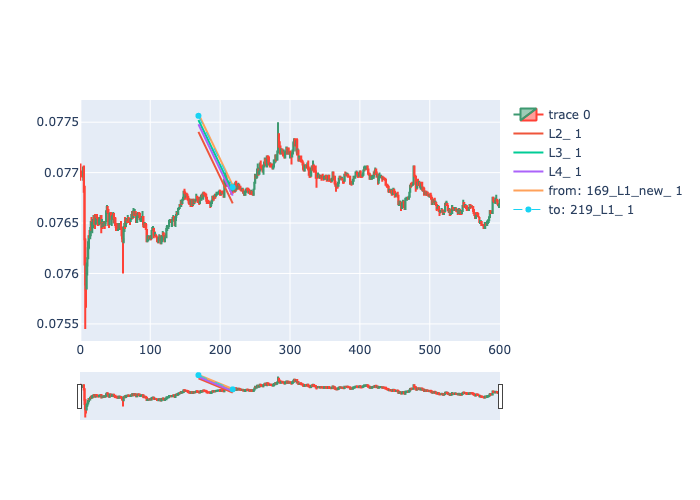 0.0775
0.077
0.0765
0.076
0.0755
0 100 200 300 400 500 600
trace 0
L2_ 1
L3_ 1
L4_ 1
from: 169_L1_new_ 1
to: 219_L1_ 1